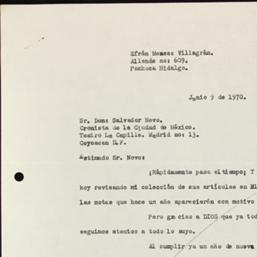 Efrén Meneses Villagrán.
Allende no: 609.
Pachuca Hidalgo.
Junio 9 de 1970.
Sr. Don: Salvador Novo.
Cronista de la Ciudad de México.
Teatro La Capilla. Madrid no: 13.
Coyoacan D.F.
Estimado Sr. Novo:
¡Rápidamente pasa el tiempo; Y
hoy revisando mi colección de sus articulos en
las notas que hace un año aparecierón con motivo
Pero gracias a DIOS que ya tod
seguimos atentos a todo lo suyo.
Al cumplir ya un año de nueva